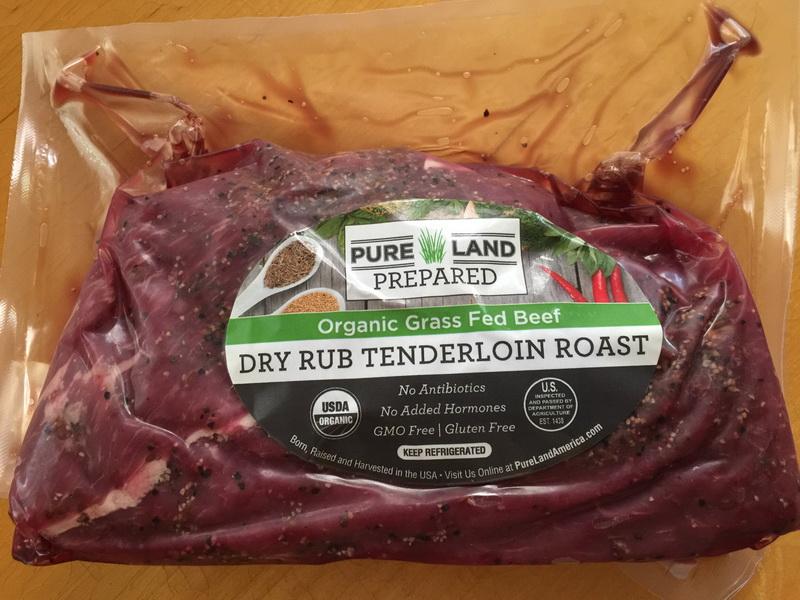 PURE LAND
PREPARED
Organic Grass Fed Beef
DRY RUB TENDERLOIN ROAST
No Antibiotics
No Added Hormones
GMO Free | Gluten Free
USDA
ORGANIC
U.S.
INSPECTED
AND PASSED BY
DEPARTMENT OF
AGRICULTURE
EST. 1435
KEEP REFRIGERATED
Born, Raised and Harvested in the USA • Visit Us Online at PureLandAmerica.com